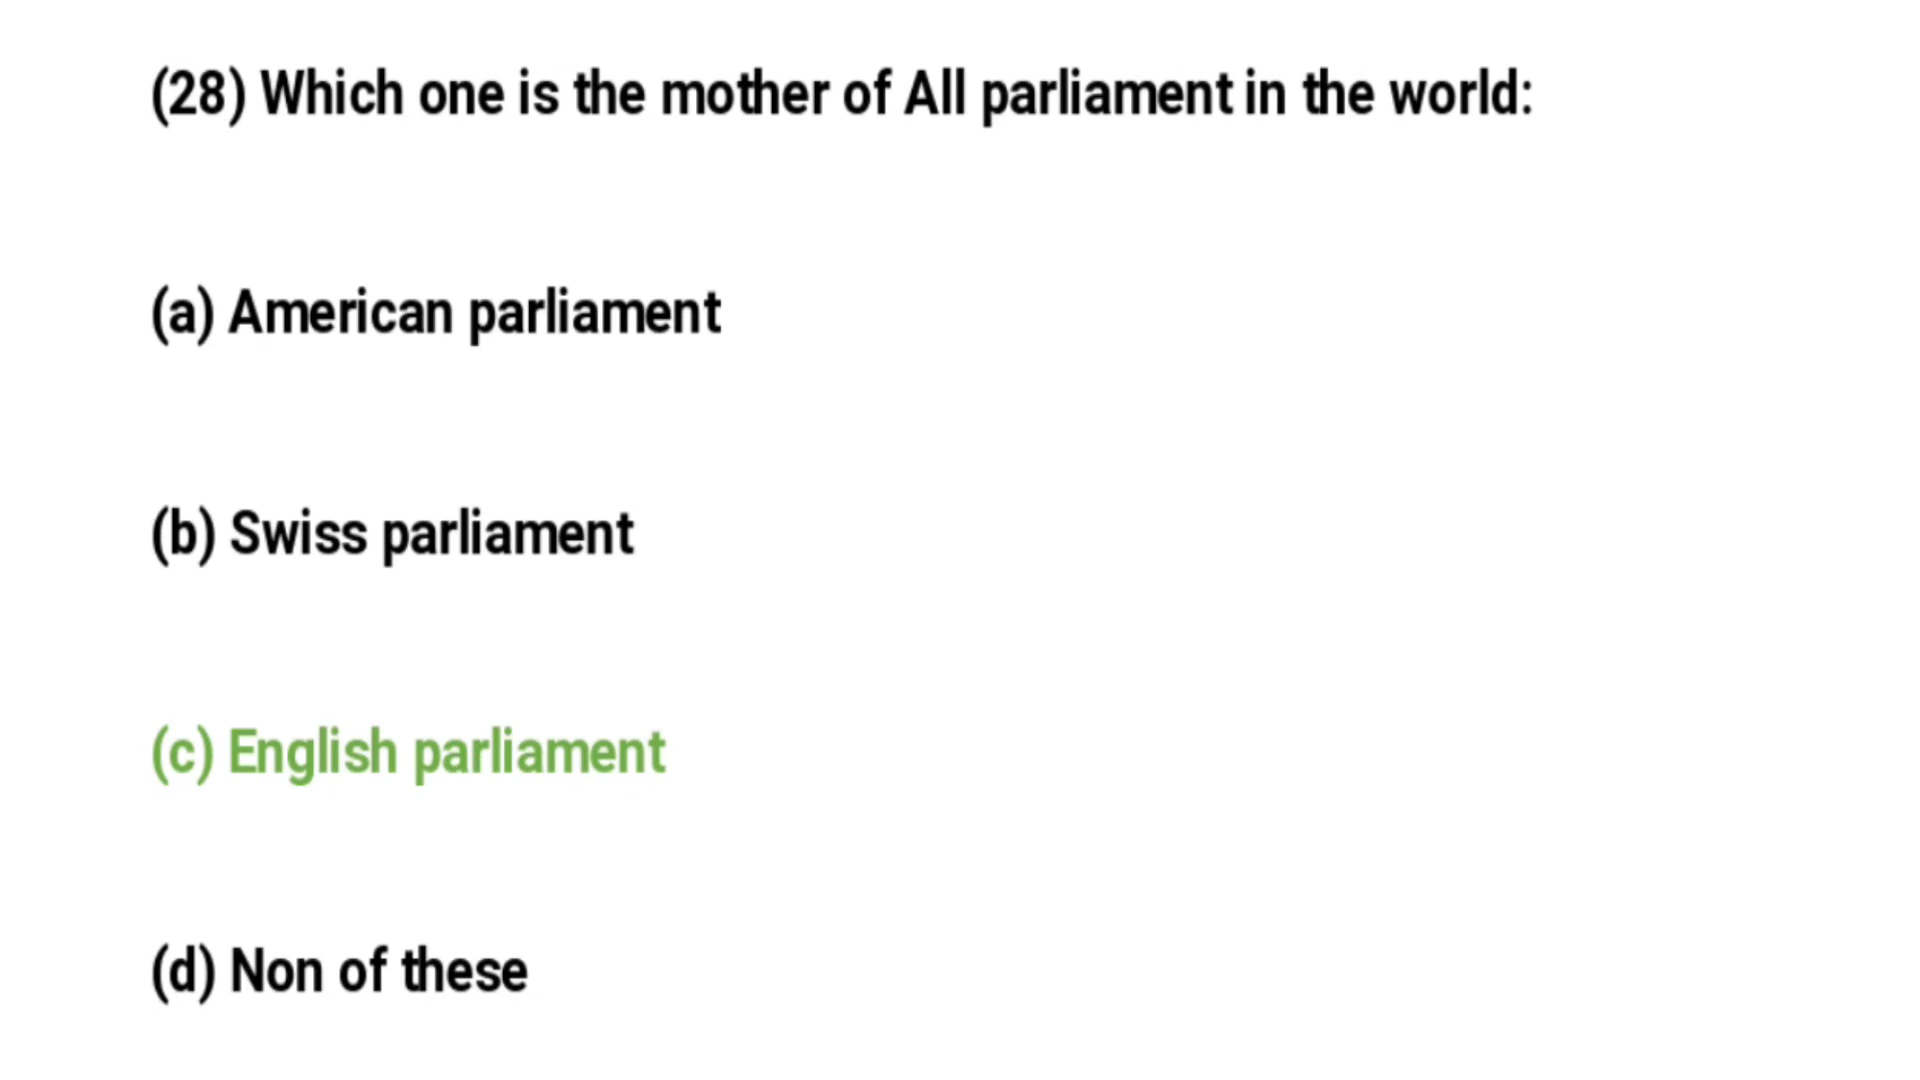 (28) Which one is the mother of All parliament in the world:
(a) American parliament
(b) Swiss parliament
(c) English parliament
(d) Non of these